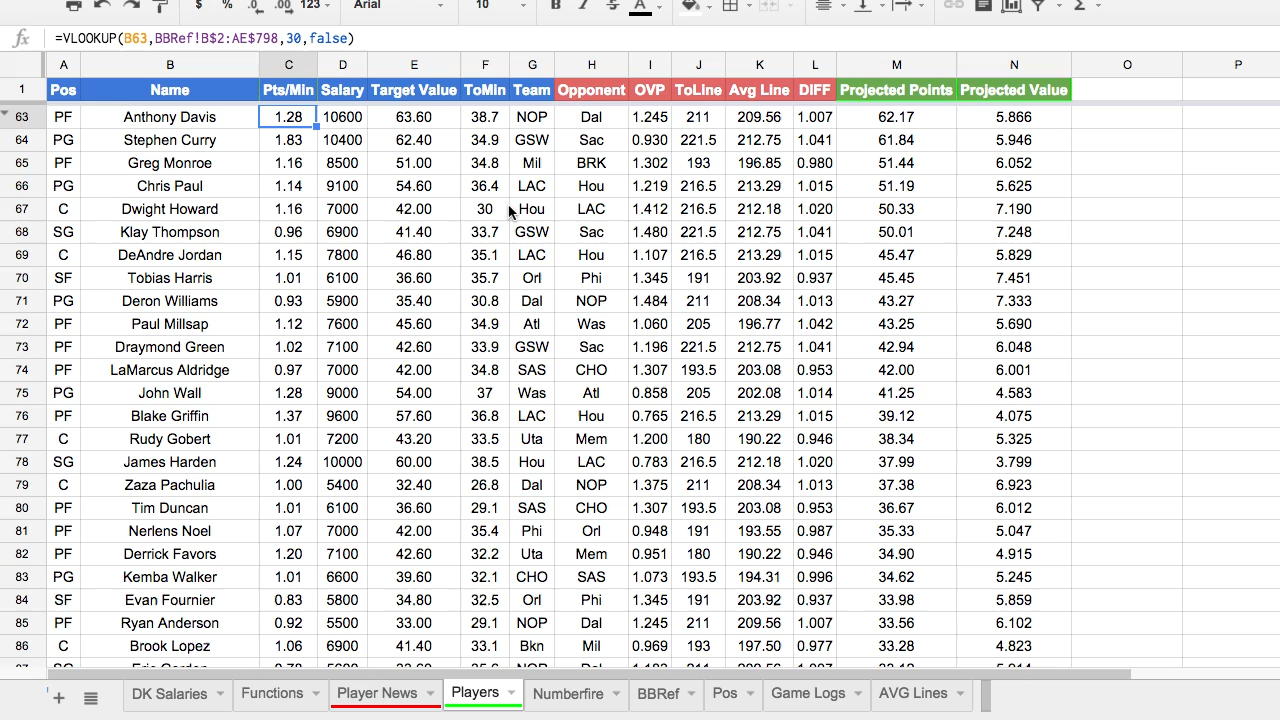 $ % .0 .00 123 Arial 10 B I S A Σ
fx =VLOOKUP(B63,BBRef!B$2:AE$798,30,false)
A B C D E F G H I J K L M N O P
1 Pos Name Pts/Min Salary Target Value ToMin Team Opponent OVP ToLine Avg Line DIFF Projected Points Projected Value
63 PF Anthony Davis 1.28 10600 63.60 38.7 NOP Dal 1.245 211 209.56 1.007 62.17 5.866
64 PG Stephen Curry 1.83 10400 62.40 34.9 GSW Sac 0.930 221.5 212.75 1.041 61.84 5.946
65 PF Greg Monroe 1.16 8500 51.00 34.8 Mil BRK 1.302 193 196.85 0.980 51.44 6.052
66 PG Chris Paul 1.14 9100 54.60 36.4 LAC Hou 1.219 216.5 213.29 1.015 51.19 5.625
67 C Dwight Howard 1.16 7000 42.00 30 Hou LAC 1.412 216.5 212.18 1.020 50.33 7.190
68 SG Klay Thompson 0.96 6900 41.40 33.7 GSW Sac 1.480 221.5 212.75 1.041 50.01 7.248
69 C DeAndre Jordan 1.15 7800 46.80 35.1 LAC Hou 1.107 216.5 213.29 1.015 45.47 5.829
70 SF Tobias Harris 1.01 6100 36.60 35.7 Orl Phi 1.345 191 203.92 0.937 45.45 7.451
71 PG Deron Williams 0.93 5900 35.40 30.8 Dal NOP 1.484 211 208.34 1.013 43.27 7.333
72 PF Paul Millsap 1.12 7600 45.60 34.9 Atl Was 1.060 205 196.77 1.042 43.25 5.690
73 PF Draymond Green 1.02 7100 42.60 33.9 GSW Sac 1.196 221.5 212.75 1.041 42.94 6.048
74 PF LaMarcus Aldridge 0.97 7000 42.00 34.8 SAS CHO 1.307 193.5 203.08 0.953 42.00 6.001
75 PG John Wall 1.28 9000 54.00 37 Was Atl 0.858 205 202.08 1.014 41.25 4.583
76 PF Blake Griffin 1.37 9600 57.60 36.8 LAC Hou 0.765 216.5 213.29 1.015 39.12 4.075
77 C Rudy Gobert 1.01 7200 43.20 33.5 Uta Mem 1.200 180 190.22 0.946 38.34 5.325
78 SG James Harden 1.24 10000 60.00 38.5 Hou LAC 0.783 216.5 212.18 1.020 37.99 3.799
79 C Zaza Pachulia 1.00 5400 32.40 26.8 Dal NOP 1.375 211 208.34 1.013 37.38 6.923
80 PF Tim Duncan 1.01 6100 36.60 29.1 SAS CHO 1.307 193.5 203.08 0.953 36.67 6.012
81 PF Nerlens Noel 1.07 7000 42.00 35.4 Phi Orl 0.948 191 193.55 0.987 35.33 5.047
82 PF Derrick Favors 1.20 7100 42.60 32.2 Uta Mem 0.951 180 190.22 0.946 34.90 4.915
83 PG Kemba Walker 1.01 6600 39.60 32.1 CHO SAS 1.073 193.5 194.31 0.996 34.62 5.245
84 SF Evan Fournier 0.83 5800 34.80 32.5 Orl Phi 1.345 191 203.92 0.937 33.98 5.859
85 PF Ryan Anderson 0.92 5500 33.00 29.1 NOP Dal 1.245 211 209.56 1.007 33.56 6.102
86 C Brook Lopez 1.06 6900 41.40 33.1 Bkn Mil 0.969 193 197.50 0.977 33.28 4.823
+ DK Salaries Functions Player News Players Numberfire BBRef Pos Game Logs AVG Lines